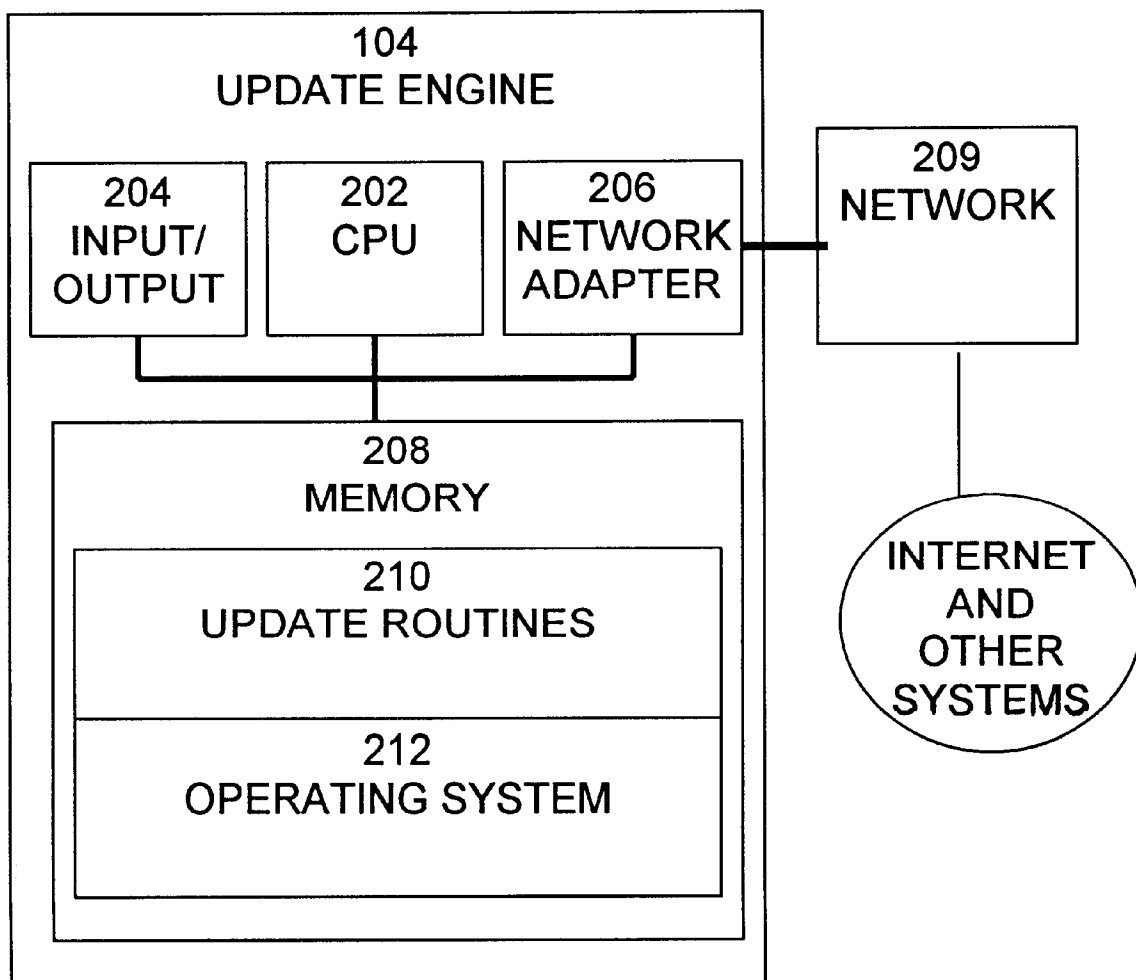 104
UPDATE ENGINE
204
INPUT/
OUTPUT
202
CPU
206
NETWORK
ADAPTER
209
NETWORK
208
MEMORY
210
UPDATE ROUTINES
212
OPERATING SYSTEM
INTERNET
AND
OTHER
SYSTEMS